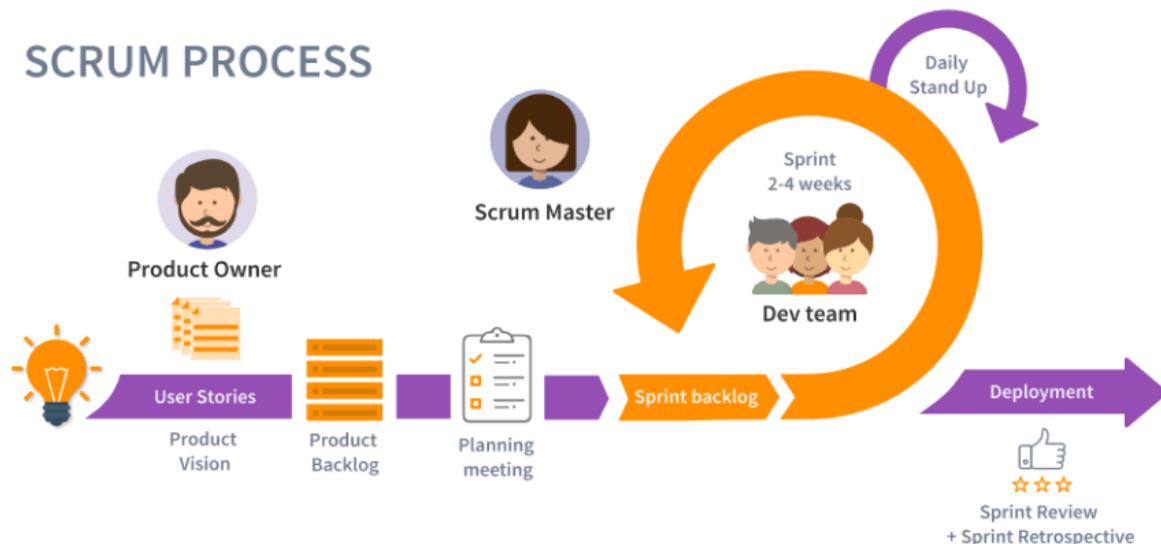 SCRUM PROCESS
Product Owner
Scrum Master
Daily
Stand Up
Sprint
2-4 weeks
Dev team
User Stories
Product
Vision
Product
Backlog
Planning
meeting
Sprint backlog
Deployment
Sprint Review
+ Sprint Retrospective